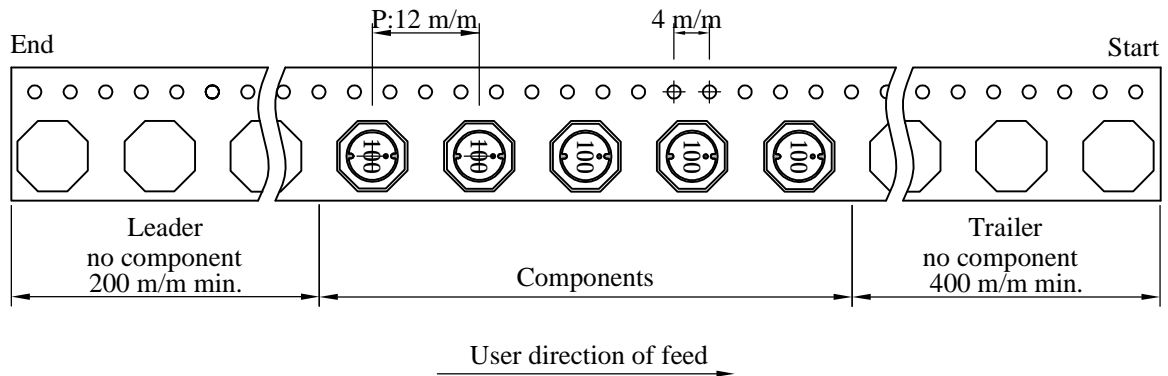 P:12 m/m
4 m/m
End
Start
100
100
100
100
100
Leader
no component
200 m/m min.
Components
Trailer
no component
400 m/m min.
User direction of feed